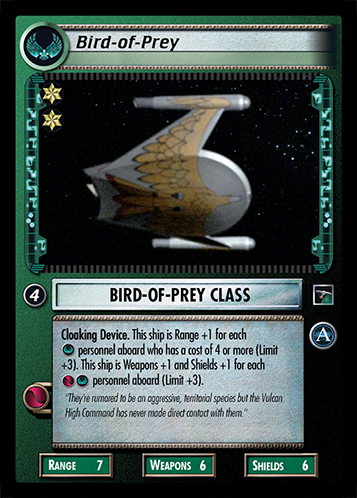 Bird-of-Prey
4
BIRD-OF-PREY CLASS
A
Cloaking Device. This ship is Range +1 for each
personnel aboard who has a cost of 4 or more (Limit
+3). This ship is Weapons +1 and Shields +1 for each
personnel aboard (Limit +3).
"They're rumored to be an aggressive, territorial species but the Vulcan
High Command has never made direct contact with them."
RANGE 7
WEAPONS 6
SHIELDS 6